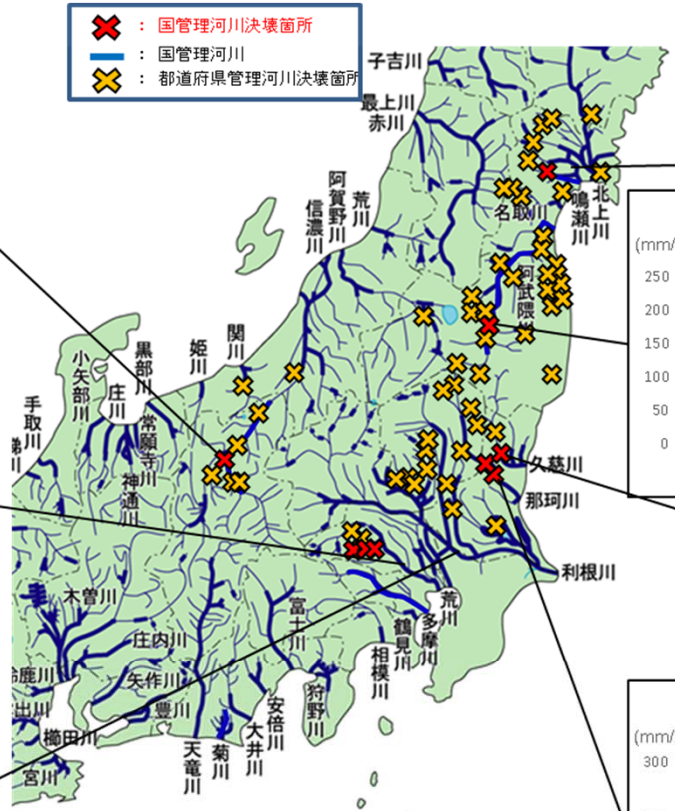 ： 国管理河川決壊箇所
： 国管理河川
： 都道府県管理河川決壊箇所
子吉川
最上川
赤川
荒川
阿賀野川
信濃川
名取川
鳴瀬川
北上川
阿武隈川
関川
姫川
黒部川
常願寺川
神通川
庄川
小矢部川
手取川
梯川
久慈川
那珂川
利根川
荒川
多摩川
鶴見川
相模川
富士川
狩野川
安倍川
大井川
菊川
天竜川
豊川
矢作川
庄内川
木曽川
鈴鹿川
出川
櫛田川
宮川
(mm/
250
200
150
100
50
0
(mm/
300